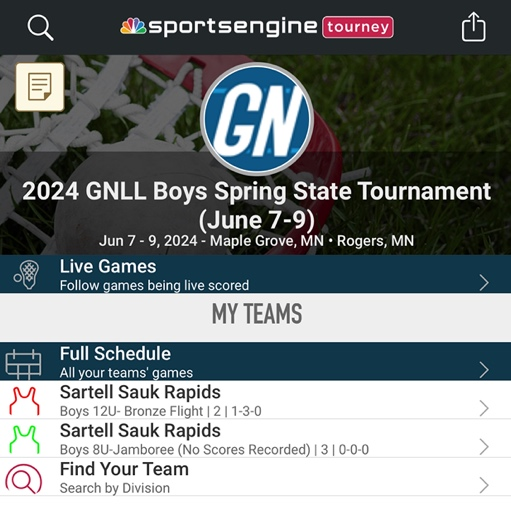 sportsengine tourney
GN
2024 GNLL Boys Spring State Tournament
(June 7-9)
Jun 7 - 9, 2024 - Maple Grove, MN • Rogers, MN
Live Games
Follow games being live scored
MY TEAMS
Full Schedule
All your teams' games
Sartell Sauk Rapids
Boys 12U- Bronze Flight | 2 | 1-3-0
Sartell Sauk Rapids
Boys 8U-Jamboree (No Scores Recorded) | 3 | 0-0-0
Find Your Team
Search by Division